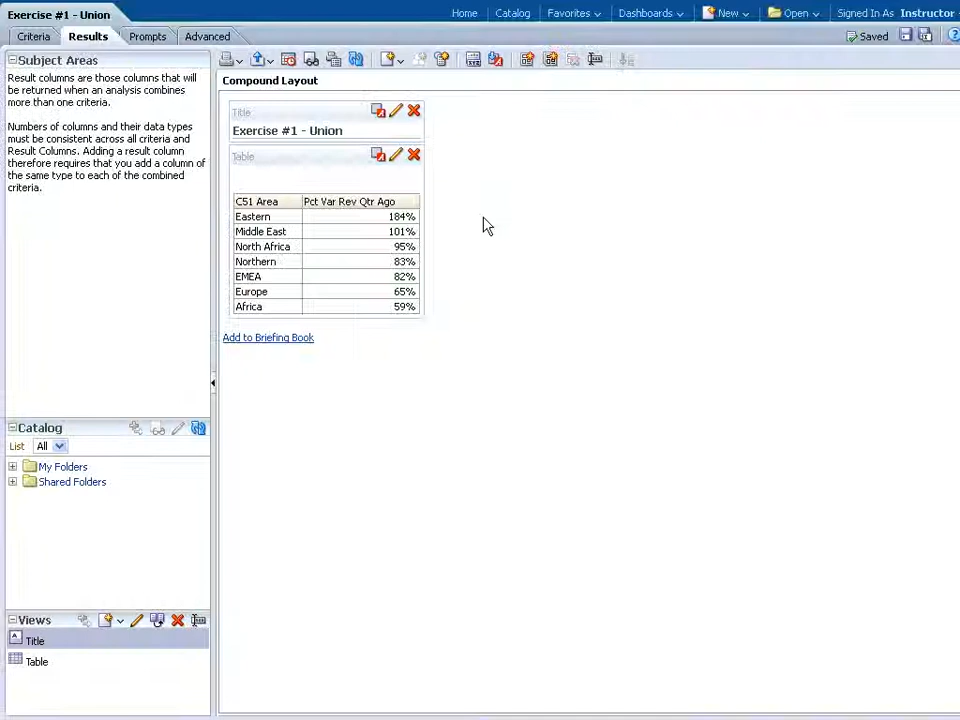 Exercise #1 - Union
Home Catalog Favorites Dashboards New Open Signed In As Instructor
Criteria Results Prompts Advanced
Saved
Subject Areas
Result columns are those columns that will
be returned when an analysis combines
more than one criteria.
Numbers of columns and their data types
must be consistent across all criteria and
Result Columns. Adding a result column
therefore requires that you add a column of
the same type to each of the combined
criteria.
Compound Layout
Title
Exercise #1 - Union
Table
C51 Area Pct Var Rev Qtr Ago
Eastern 184%
Middle East 101%
North Africa 95%
Northern 83%
EMEA 82%
Europe 65%
Africa 59%
Add to Briefing Book
Catalog
List All
My Folders
Shared Folders
Views
Title
Table